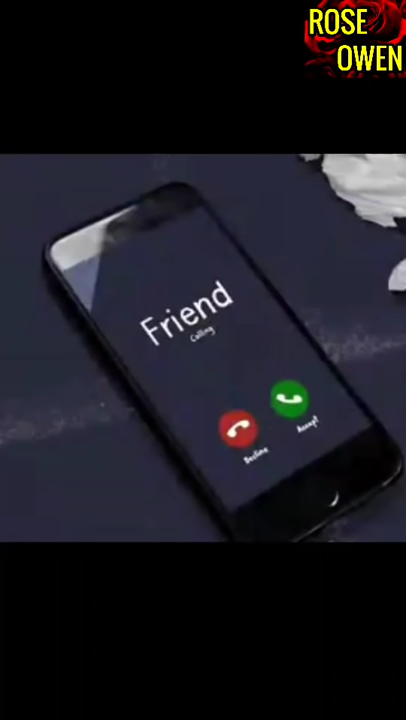 ROSE
OWEN
Friend
Calling
Decline
Accept